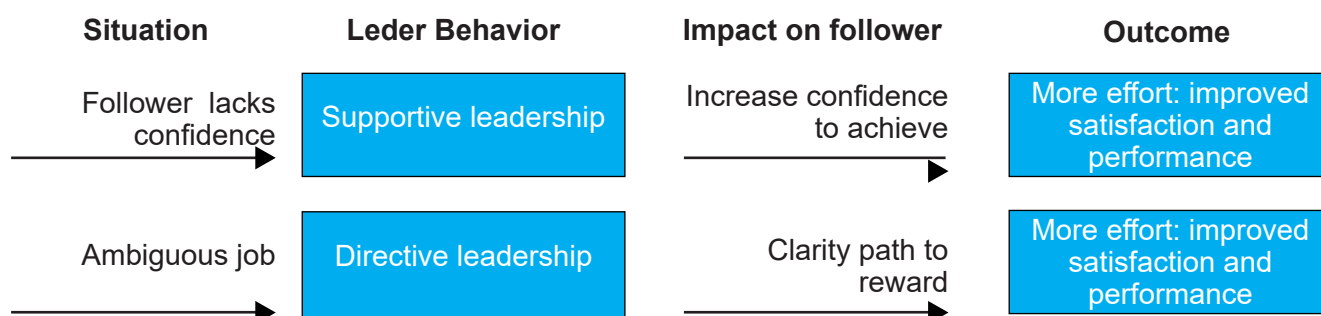 Situation
Leder Behavior
Impact on follower
Outcome
Follower lacks
confidence
Supportive leadership
Increase confidence
to achieve
More effort: improved
satisfaction and
performance
Ambiguous job
Directive leadership
Clarity path to
reward
More effort: improved
satisfaction and
performance